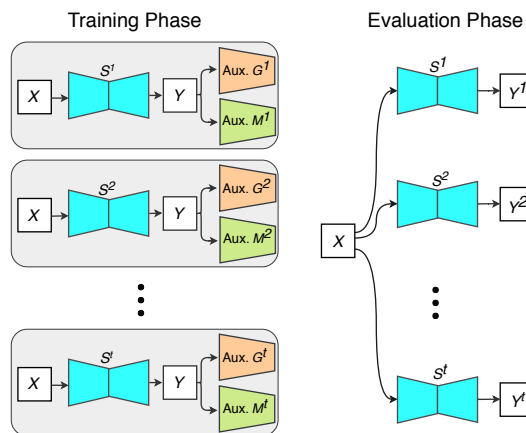 Training Phase
S¹
X
Y
Aux. G¹
Aux. M¹
S²
X
Y
Aux. G²
Aux. M²
Sᵗ
X
Y
Aux. Gᵗ
Aux. Mᵗ
Evaluation Phase
S¹
Y¹
S²
Y²
X
Sᵗ
Yᵗ